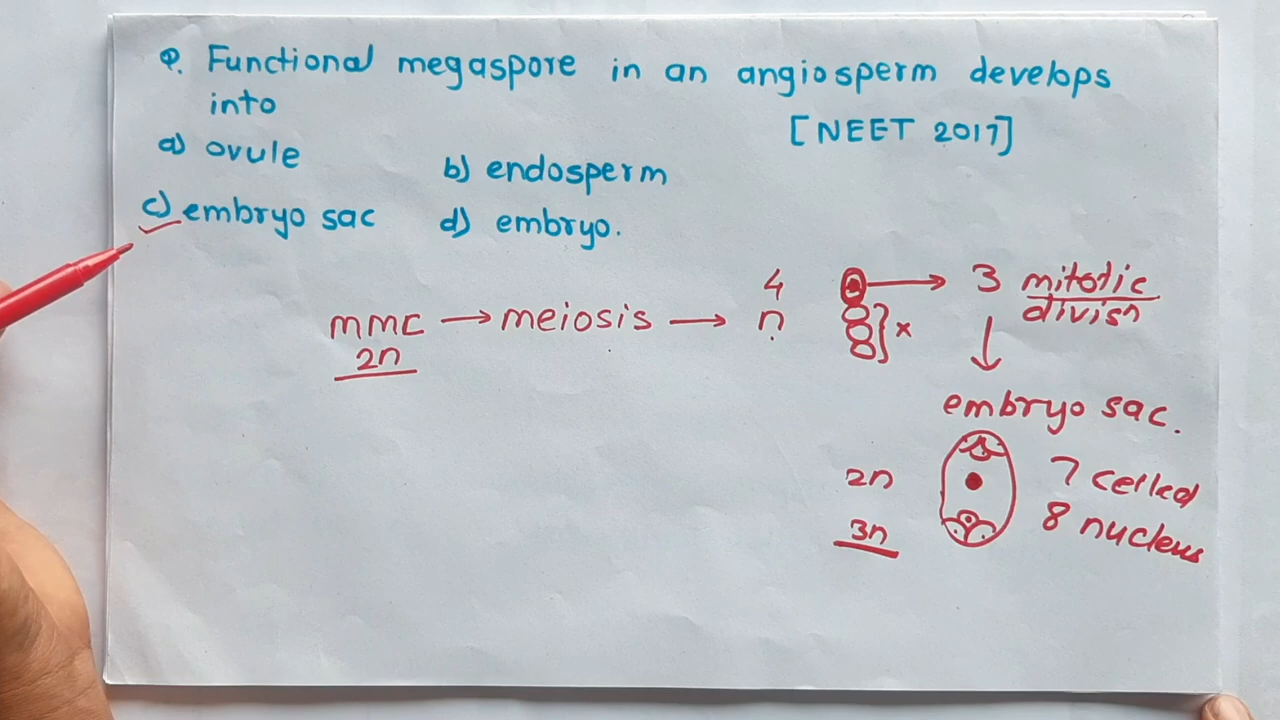 Q. Functional megaspore in an angiosperm develops
into
[NEET 2017]
a) ovule
b) endosperm
c) embryo sac
d) embryo.
MMC → meiosis → 4 n
2n
x
3 mitotic
divisn
embryo sac.
2n
7 celled
3n
8 nucleus